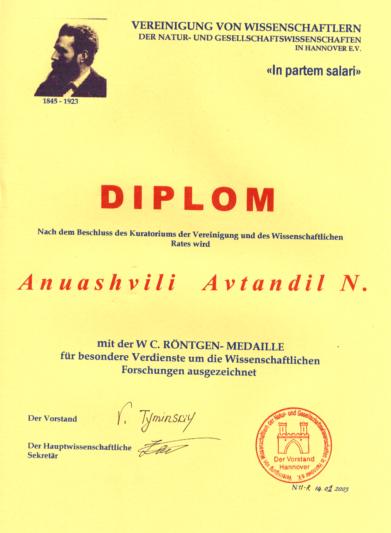 VEREINIGUNG VON WISSENSCHAFTLERN
DER NATUR- UND GESELLSCHAFTSWISSENSCHAFTEN
IN HANNOVER E.V.
«In partem salari»
1845 - 1923
DIPLOM
Nach dem Beschluss des Kuratoriums der Vereinigung und des Wissenschaftlichen
Rates wird
Anuashvili Avtandil N.
mit der W C. RÖNTGEN- MEDAILLE
für besondere Verdienste um die Wissenschaftlichen
Forschungen ausgezeichnet
Der Vorstand
V. Tyminskiy
Der Hauptwissenschaftliche
Sekretär
Der Vorstand
Hannover